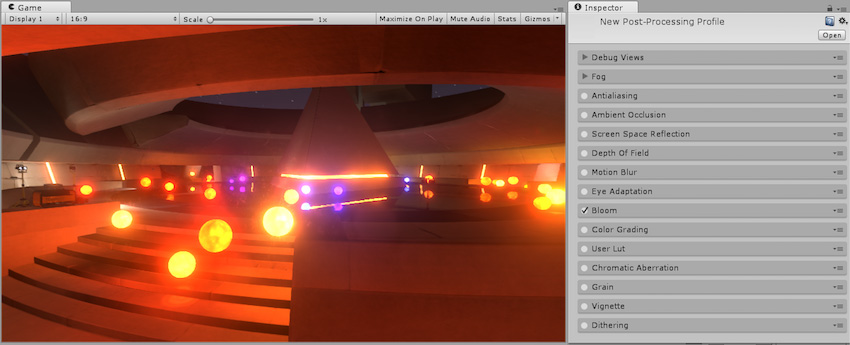 Game
Display 1 16:9 Scale 1x Maximize On Play Mute Audio Stats Gizmos
Inspector
New Post-Processing Profile
Open
Debug Views
Fog
Antialiasing
Ambient Occlusion
Screen Space Reflection
Depth Of Field
Motion Blur
Eye Adaptation
Bloom
Color Grading
User Lut
Chromatic Aberration
Grain
Vignette
Dithering